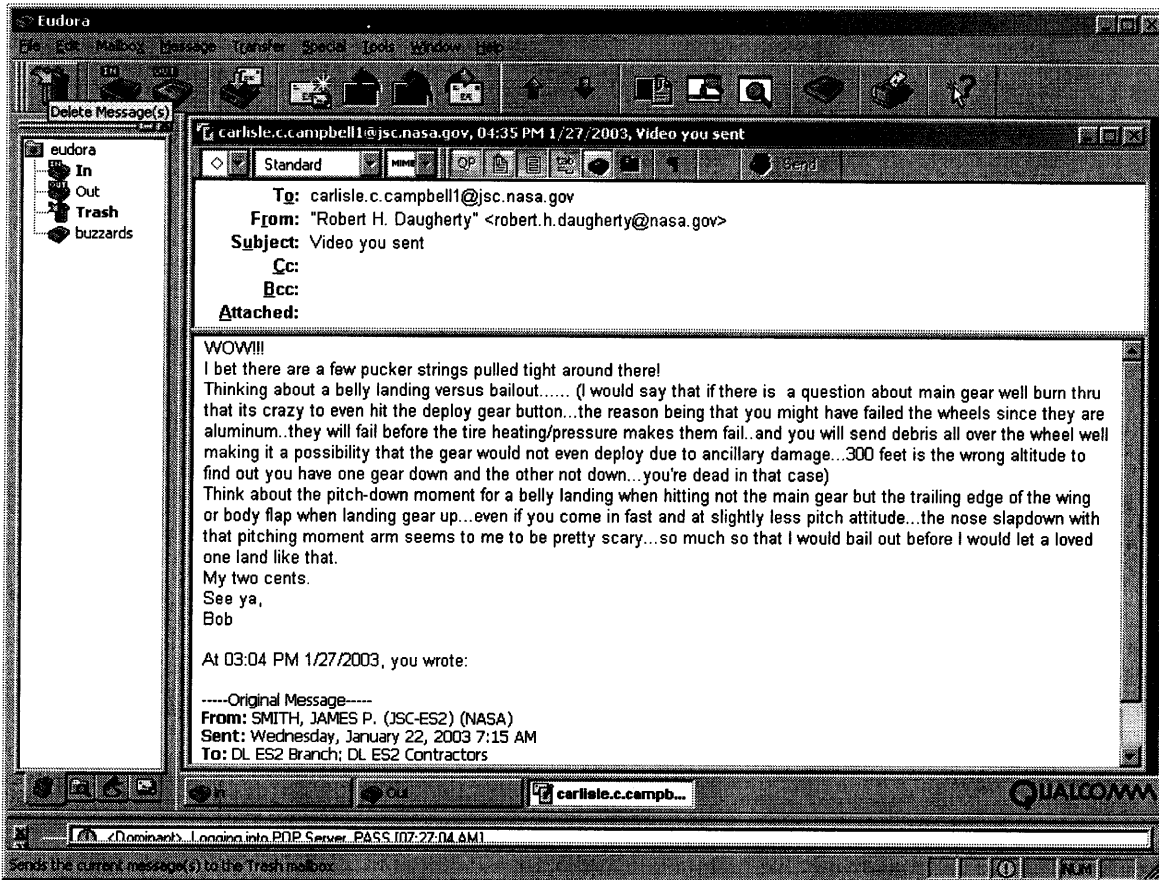 Eudora
File Edit Mailbox Message Transfer Special Tools Window Help
IN OUT
Delete Message(s)
eudora
In
Out
Trash
buzzards
carlisle.c.campbell1@jsc.nasa.gov, 04:35 PM 1/27/2003, Video you sent
Standard MIME QP Send
To: carlisle.c.campbell1@jsc.nasa.gov
From: "Robert H. Daugherty" <robert.h.daugherty@nasa.gov>
Subject: Video you sent
Cc:
Bcc:
Attached:
WOW!!!
I bet there are a few pucker strings pulled tight around there!
Thinking about a belly landing versus bailout...... (I would say that if there is a question about main gear well burn thru
that its crazy to even hit the deploy gear button...the reason being that you might have failed the wheels since they are
aluminum..they will fail before the tire heating/pressure makes them fail..and you will send debris all over the wheel well
making it a possibility that the gear would not even deploy due to ancillary damage...300 feet is the wrong altitude to
find out you have one gear down and the other not down...you're dead in that case)
Think about the pitch-down moment for a belly landing when hitting not the main gear but the trailing edge of the wing
or body flap when landing gear up...even if you come in fast and at slightly less pitch attitude...the nose slapdown with
that pitching moment arm seems to me to be pretty scary...so much so that I would bail out before I would let a loved
one land like that.
My two cents.
See ya,
Bob
At 03:04 PM 1/27/2003, you wrote:
-----Original Message-----
From: SMITH, JAMES P. (JSC-ES2) (NASA)
Sent: Wednesday, January 22, 2003 7:15 AM
To: DL ES2 Branch; DL ES2 Contractors
In Out carlisle.c.campb...
QUALCOMM
<Dominant> Logging into POP Server, PASS [07:27:04 AM]
Sends the current message(s) to the Trash mailbox
NUM